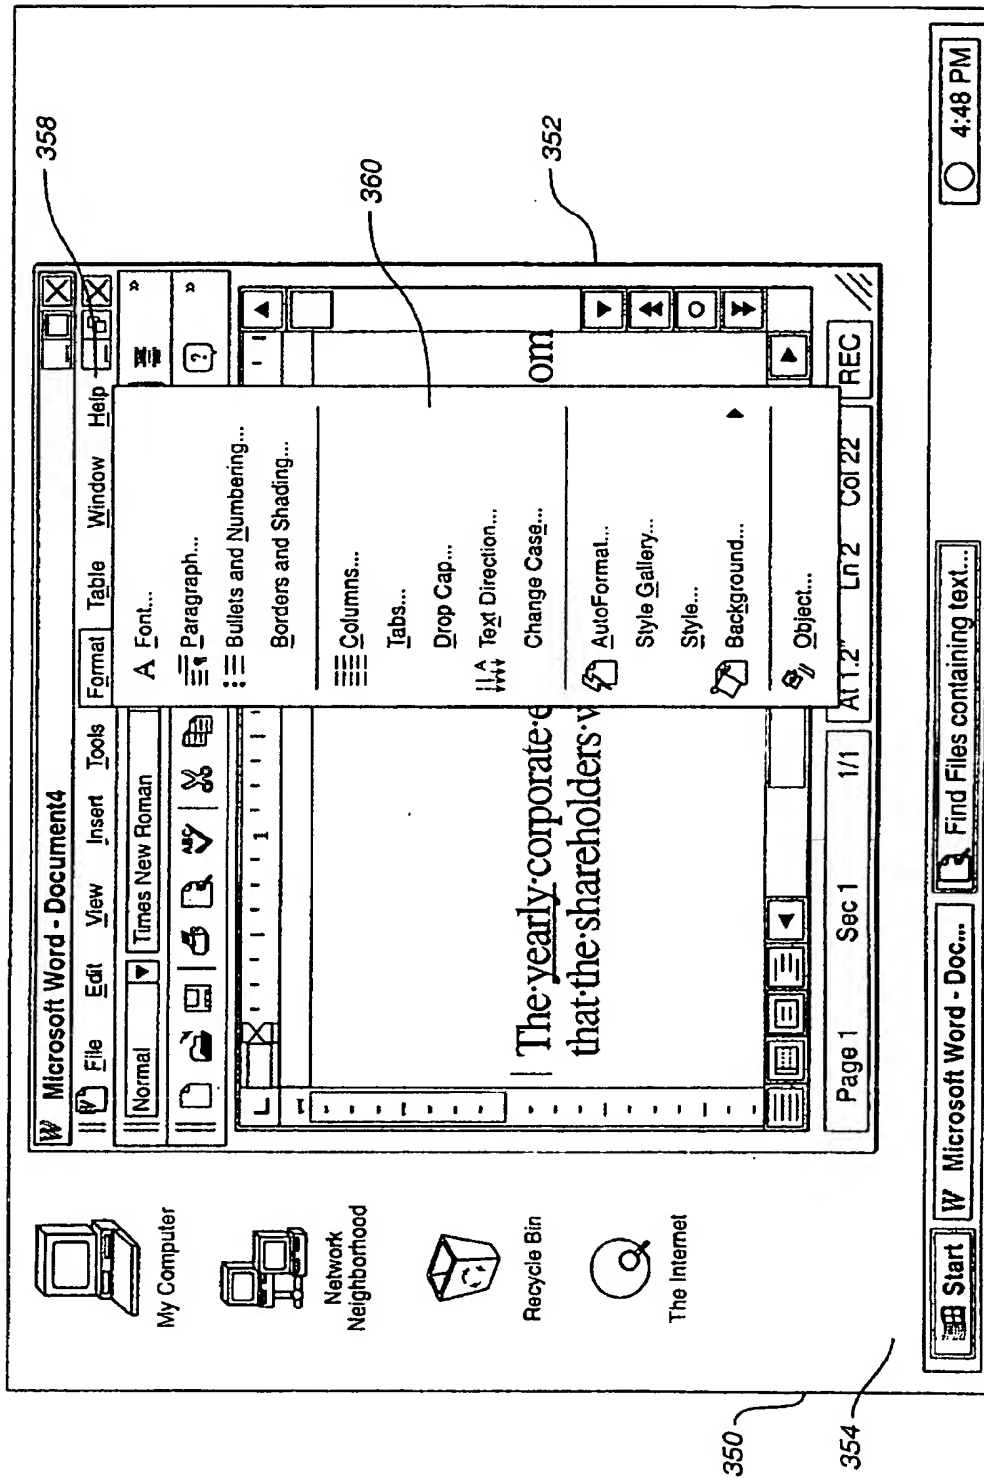 W Microsoft Word - Document4
File Edit View Insert Tools Format Table Window Help
Normal Times New Roman
ABC
?
A Font...
Paragraph...
Bullets and Numbering...
Borders and Shading...
Columns...
Tabs...
Drop Cap...
Text Direction...
Change Case...
AutoFormat...
Style Gallery...
Style...
Background...
Object...
1
The·yearly·corporate·e om
that·the·shareholders·
Page 1 Sec 1 1/1 At 1.2" Ln 2 Col 22 REC
My Computer
Network
Neighborhood
Recycle Bin
The Internet
Start W Microsoft Word - Doc... Find Files containing text... 4:48 PM
358
360
352
350
354